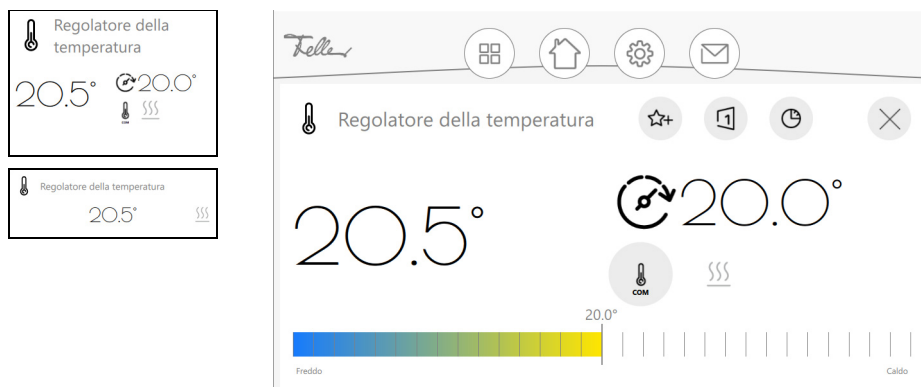 Regolatore della
temperatura
20.5° 20.0°
COM
Regolatore della temperatura
20.5°
Feller
Regolatore della temperatura
1
20.5° 20.0°
COM
20.0°
Freddo Caldo